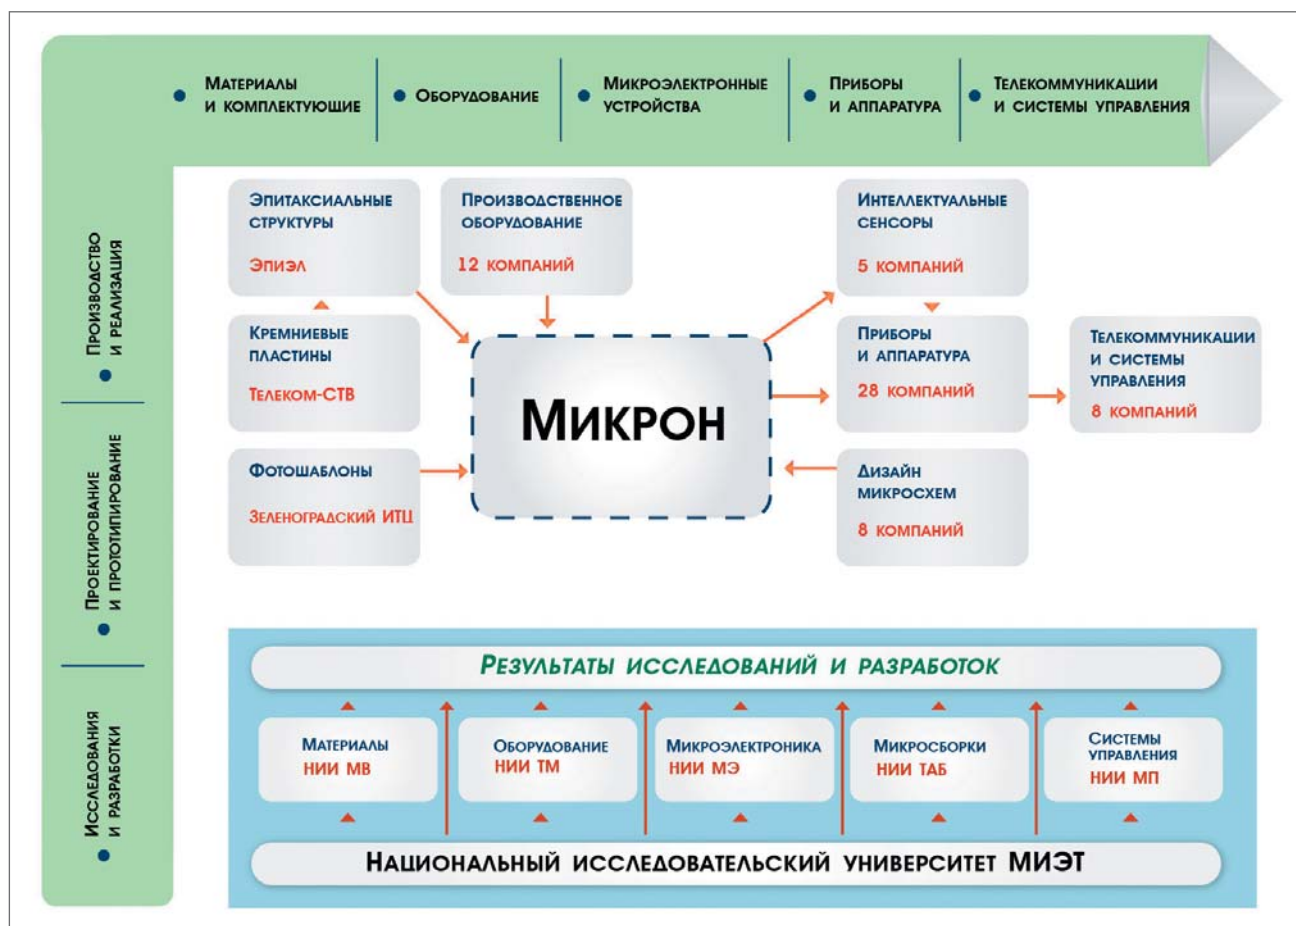 Материалы
и комплектующие
Оборудование
Микроэлектронные
устройства
Приборы
и аппаратура
Телекоммуникации
и системы управления
Производство
и реализация
Проектирование
и прототипирование
Исследования
и разработки
Эпитаксиальные
структуры
Эпиэл
Производственное
оборудование
12 компаний
Интеллектуальные
сенсоры
5 компаний
Кремниевые
пластины
Телеком-СТВ
Микрон
Приборы
и аппаратура
28 компаний
Телекоммуникации
и системы
управления
8 компаний
Фотошаблоны
Зеленоградский ИТЦ
Дизайн
микросхем
8 компаний
Результаты исследований и разработок
Материалы
НИИ МВ
Оборудование
НИИ ТМ
Микроэлектроника
НИИ МЭ
Микросборки
НИИ ТАБ
Системы
управления
НИИ МП
Национальный исследовательский университет МИЭТ